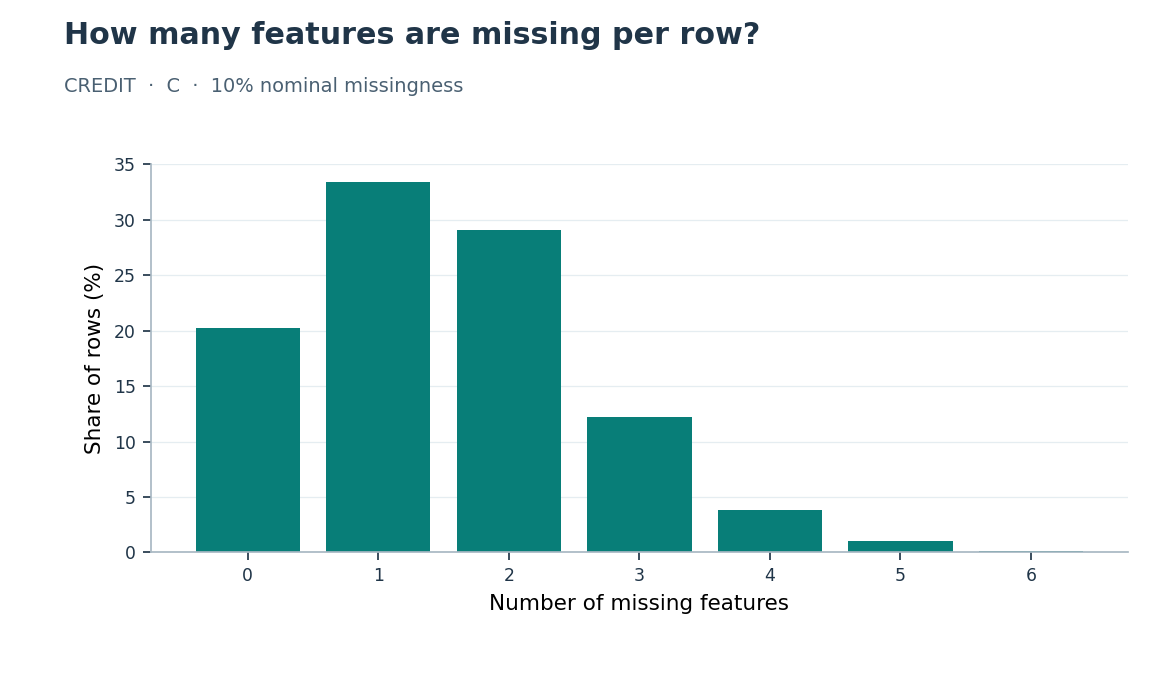 How many features are missing per row?
CREDIT · C · 10% nominal missingness
35
30
25
20
15
10
5
0
Share of rows (%)
0 1 2 3 4 5 6
Number of missing features